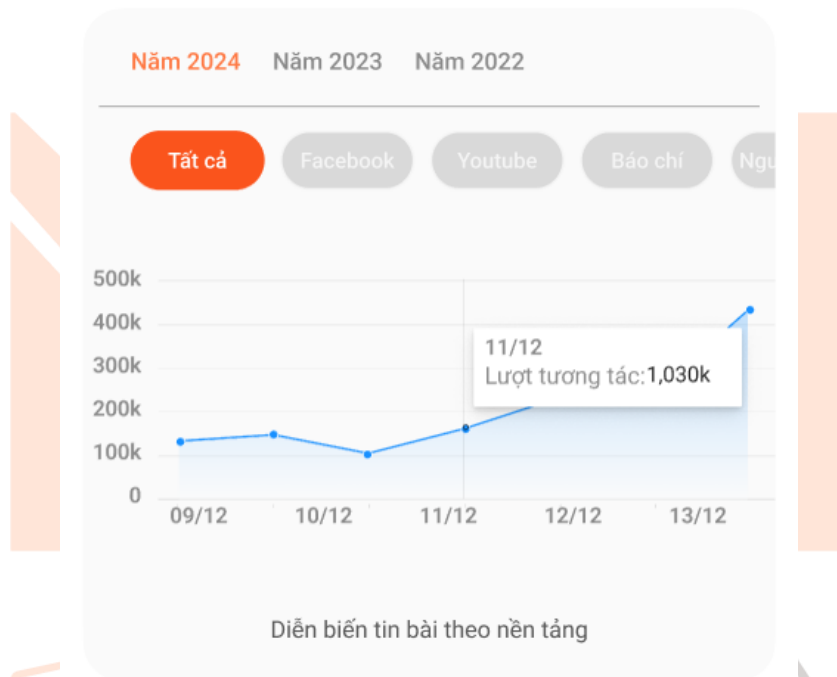 Năm 2024 Năm 2023 Năm 2022
Tất cả Facebook Youtube Báo chí
500k
400k
11/12
300k
Lượt tương tác:1,030k
200k
100k
0
09/12 10/12 11/12 12/12 13/12
Diễn biến tin bài theo nền tảng